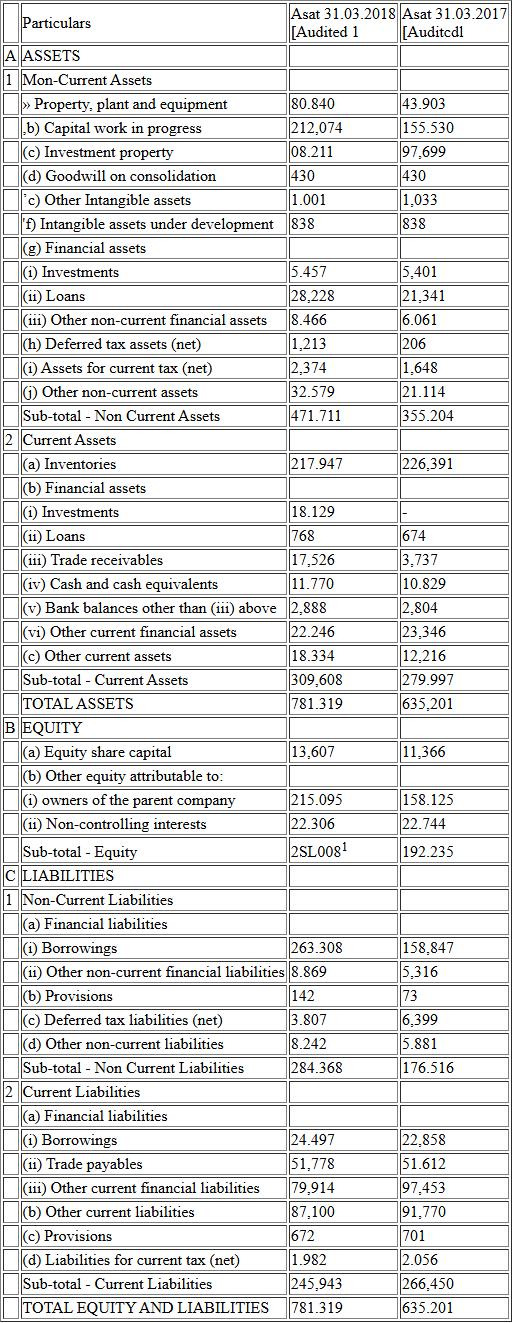 Particulars Asat 31.03.2018 [Audited 1 Asat 31.03.2017 [Auditcdl
A ASSETS
1 Mon-Current Assets
» Property, plant and equipment 80.840 43.903
,b) Capital work in progress 212,074 155.530
(c) Investment property 08.211 97,699
(d) Goodwill on consolidation 430 430
’c) Other Intangible assets 1.001 1,033
'f) Intangible assets under development 838 838
(g) Financial assets
(i) Investments 5.457 5,401
(ii) Loans 28,228 21,341
(iii) Other non-current financial assets 8.466 6.061
(h) Deferred tax assets (net) 1,213 206
(i) Assets for current tax (net) 2,374 1,648
(j) Other non-current assets 32.579 21.114
Sub-total - Non Current Assets 471.711 355.204
2 Current Assets
(a) Inventories 217.947 226,391
(b) Financial assets
(i) Investments 18.129 -
(ii) Loans 768 674
(iii) Trade receivables 17,526 3,737
(iv) Cash and cash equivalents 11.770 10.829
(v) Bank balances other than (iii) above 2,888 2,804
(vi) Other current financial assets 22.246 23,346
(c) Other current assets 18.334 12,216
Sub-total - Current Assets 309,608 279.997
TOTAL ASSETS 781.319 635,201
B EQUITY
(a) Equity share capital 13,607 11,366
(b) Other equity attributable to:
(i) owners of the parent company 215.095 158.125
(ii) Non-controlling interests 22.306 22.744
Sub-total - Equity 2SL008¹ 192.235
C LIABILITIES
1 Non-Current Liabilities
(a) Financial liabilities
(i) Borrowings 263.308 158,847
(ii) Other non-current financial liabilities 8.869 5,316
(b) Provisions 142 73
(c) Deferred tax liabilities (net) 3.807 6,399
(d) Other non-current liabilities 8.242 5.881
Sub-total - Non Current Liabilities 284.368 176.516
2 Current Liabilities
(a) Financial liabilities
(i) Borrowings 24.497 22,858
(ii) Trade payables 51,778 51.612
(iii) Other current financial liabilities 79,914 97,453
(b) Other current liabilities 87,100 91,770
(c) Provisions 672 701
(d) Liabilities for current tax (net) 1.982 2.056
Sub-total - Current Liabilities 245,943 266,450
TOTAL EQUITY AND LIABILITIES 781.319 635.201